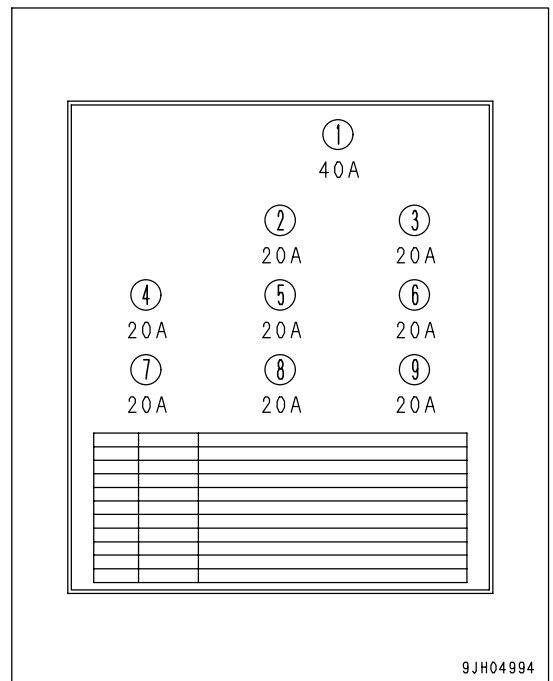 ①
40A
② ③
20A 20A
④ ⑤ ⑥
20A 20A 20A
⑦ ⑧ ⑨
20A 20A 20A
9JH04994